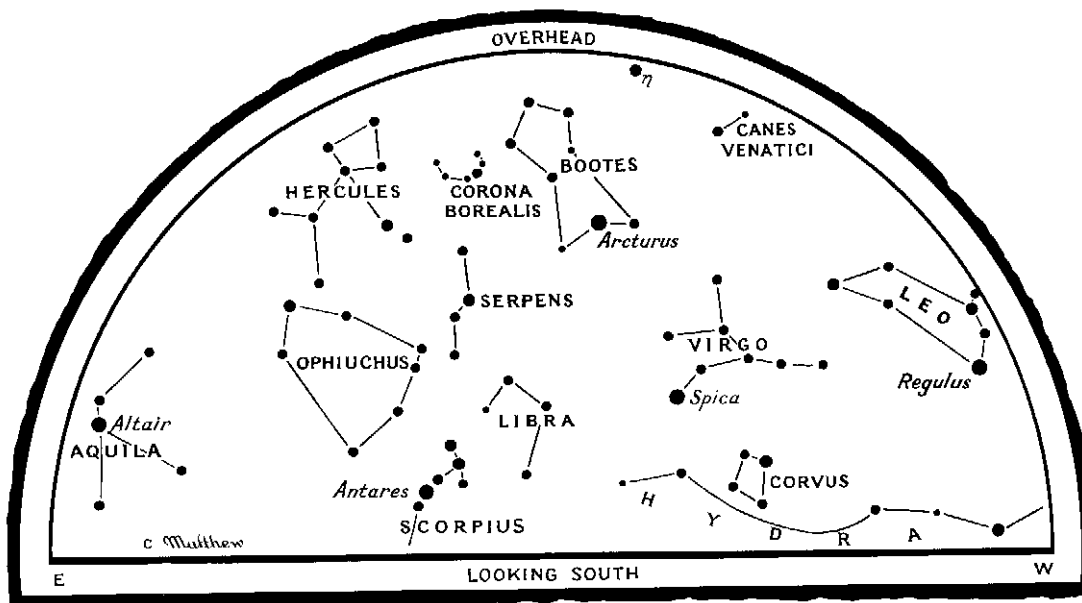 OVERHEAD
η
CANES
VENATICI
BOOTES
HERCULES
CORONA
BOREALIS
Arcturus
SERPENS
LEO
VIRGO
OPHIUCHUS
Regulus
Spica
Altair
LIBRA
AQUILA
CORVUS
Antares
HYDRA
SCORPIUS
C Matthew
E
LOOKING SOUTH
W